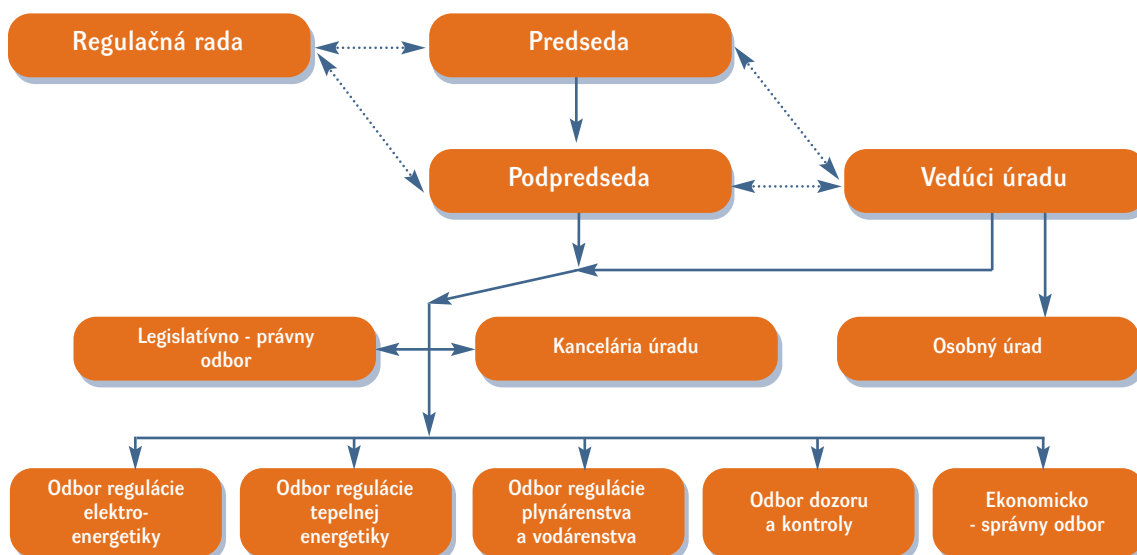 Regulačná rada
Predseda
Podpredseda
Vedúci úradu
Legislatívno - právny
odbor
Kancelária úradu
Osobný úrad
Odbor regulácie
elektro-
energetiky
Odbor regulácie
tepelnej
energetiky
Odbor regulácie
plynárenstva
a vodárenstva
Odbor dozoru
a kontroly
Ekonomicko
- správny odbor